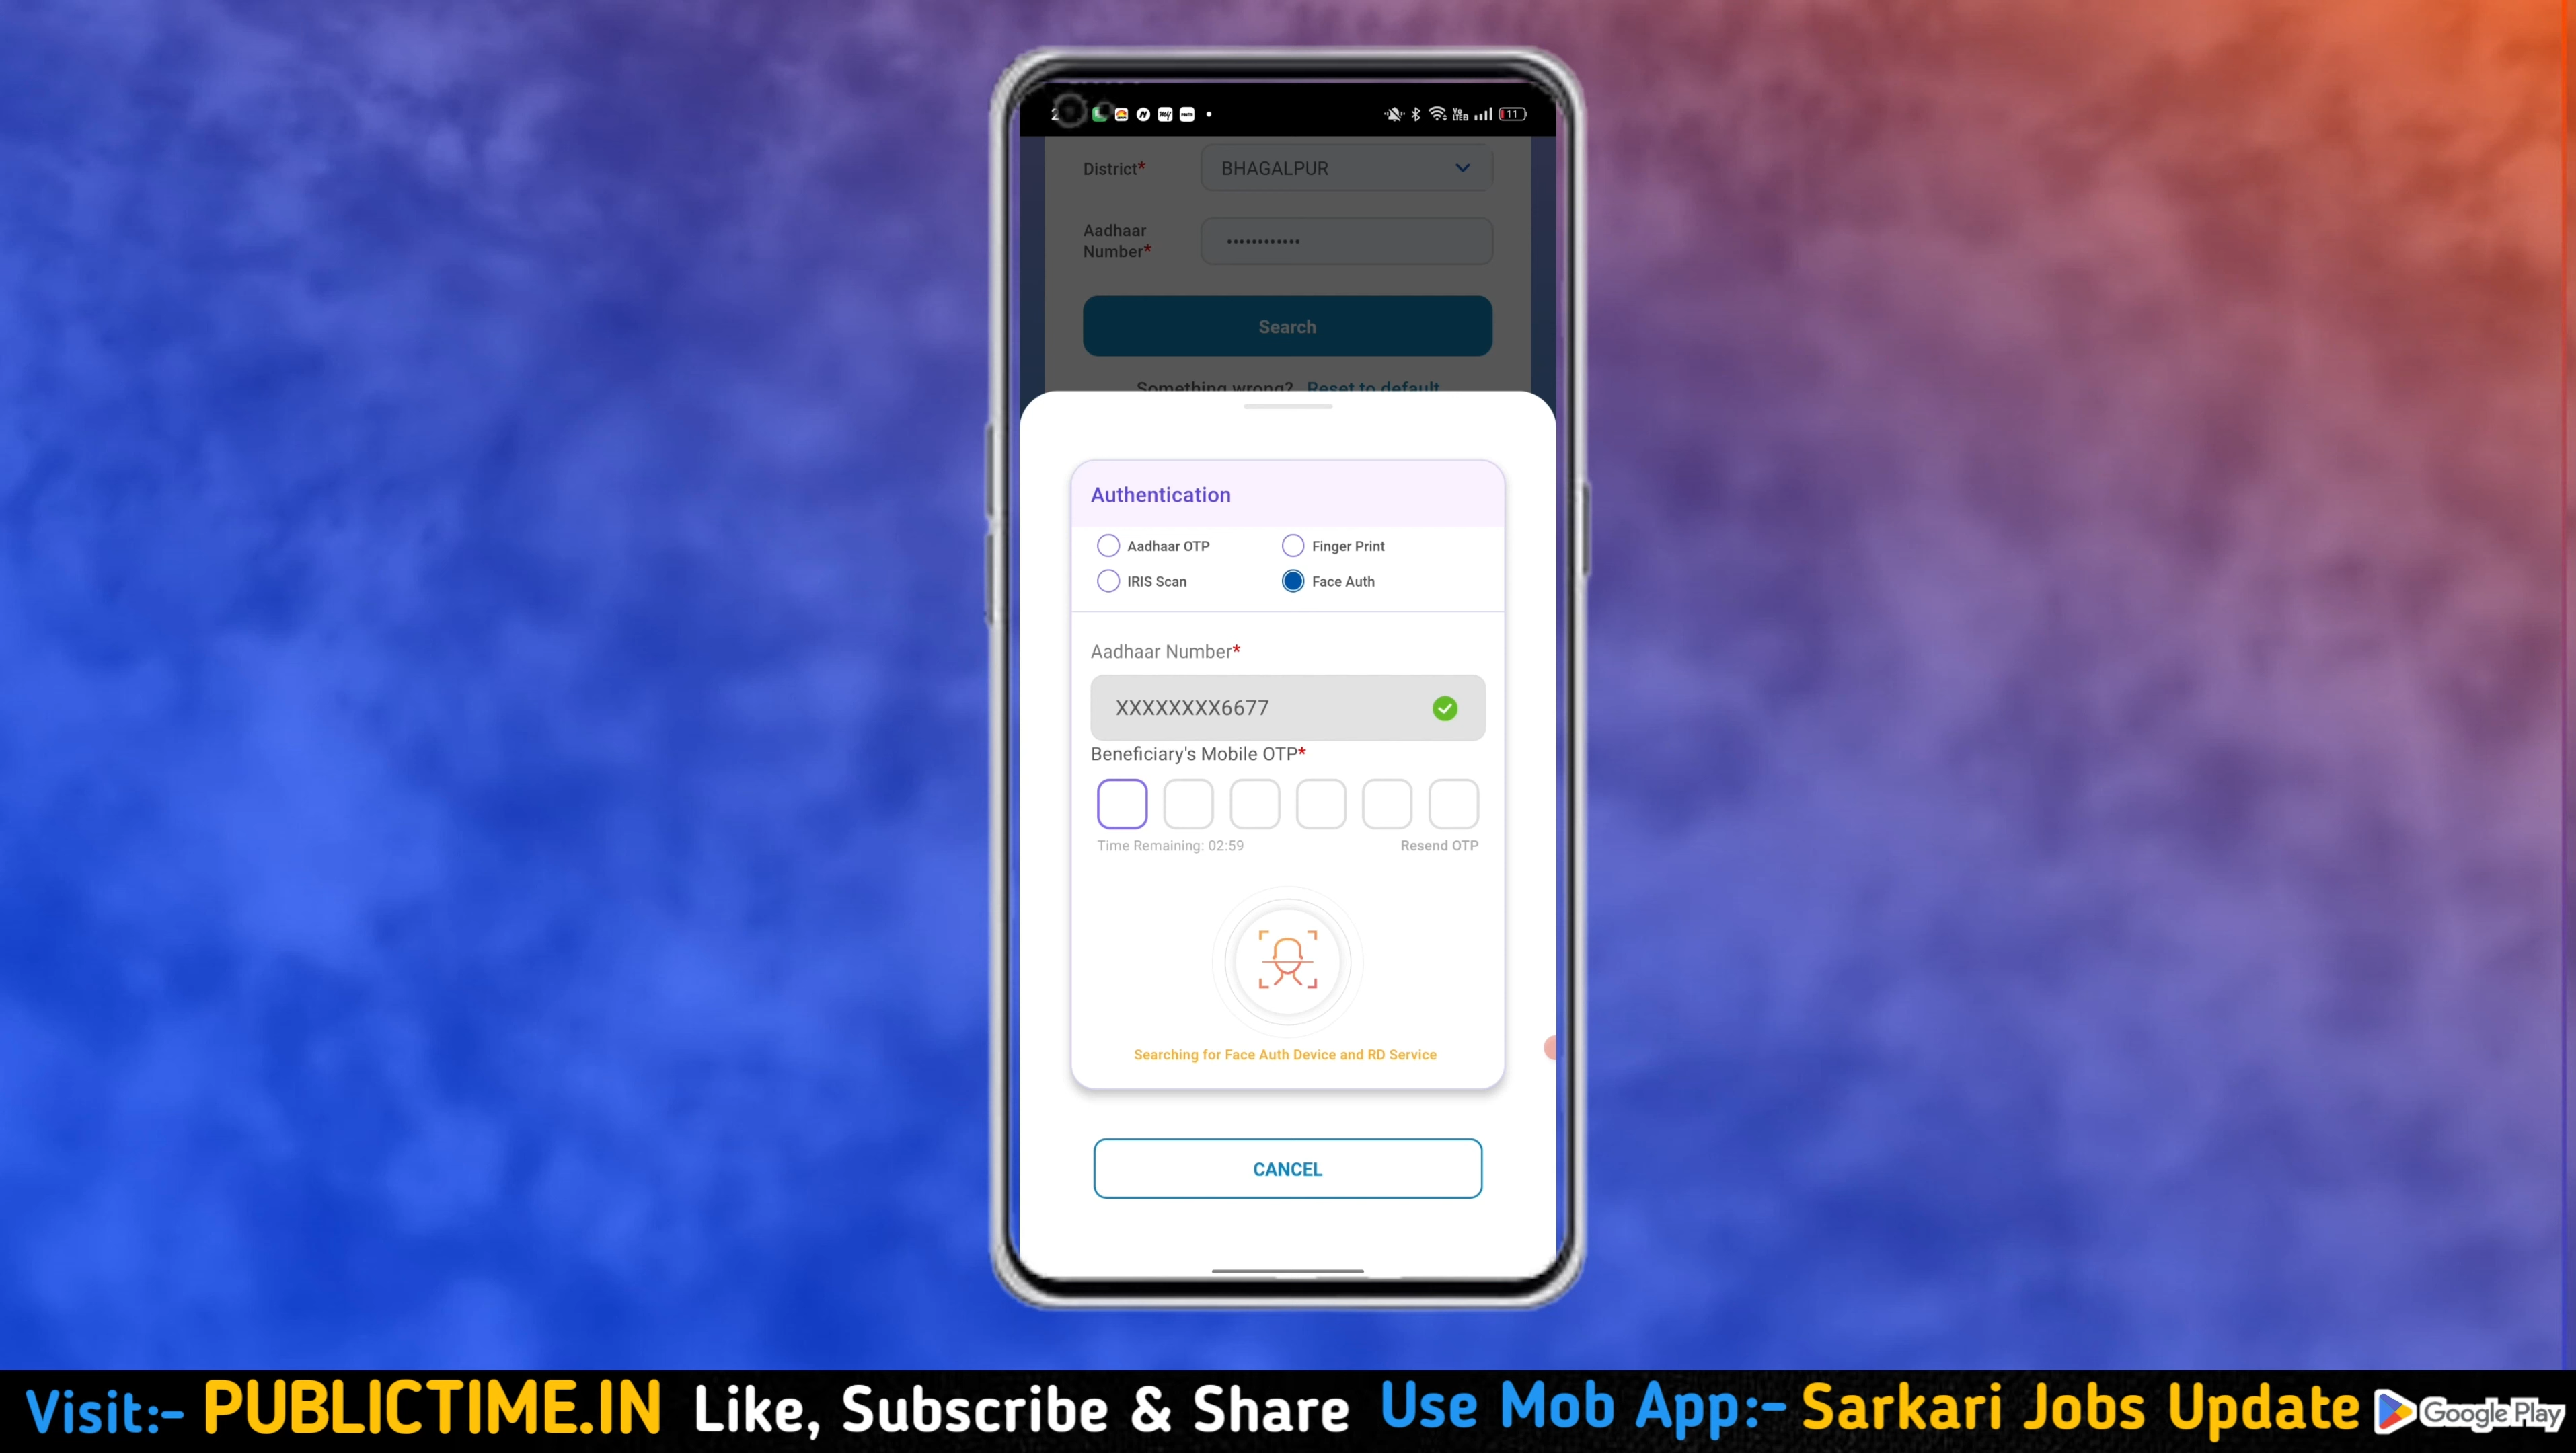 11
District* BHAGALPUR
Aadhaar
Number* ••••••••••••
Search
Something wrong? Reset to default
Authentication
Aadhaar OTP Finger Print
IRIS Scan Face Auth
Aadhaar Number*
XXXXXXXX6677
Beneficiary's Mobile OTP*
Time Remaining: 02:59 Resend OTP
Searching for Face Auth Device and RD Service
CANCEL
Visit:- PUBLICTIME.IN Like, Subscribe & Share Use Mob App:- Sarkari Jobs Update Google Play